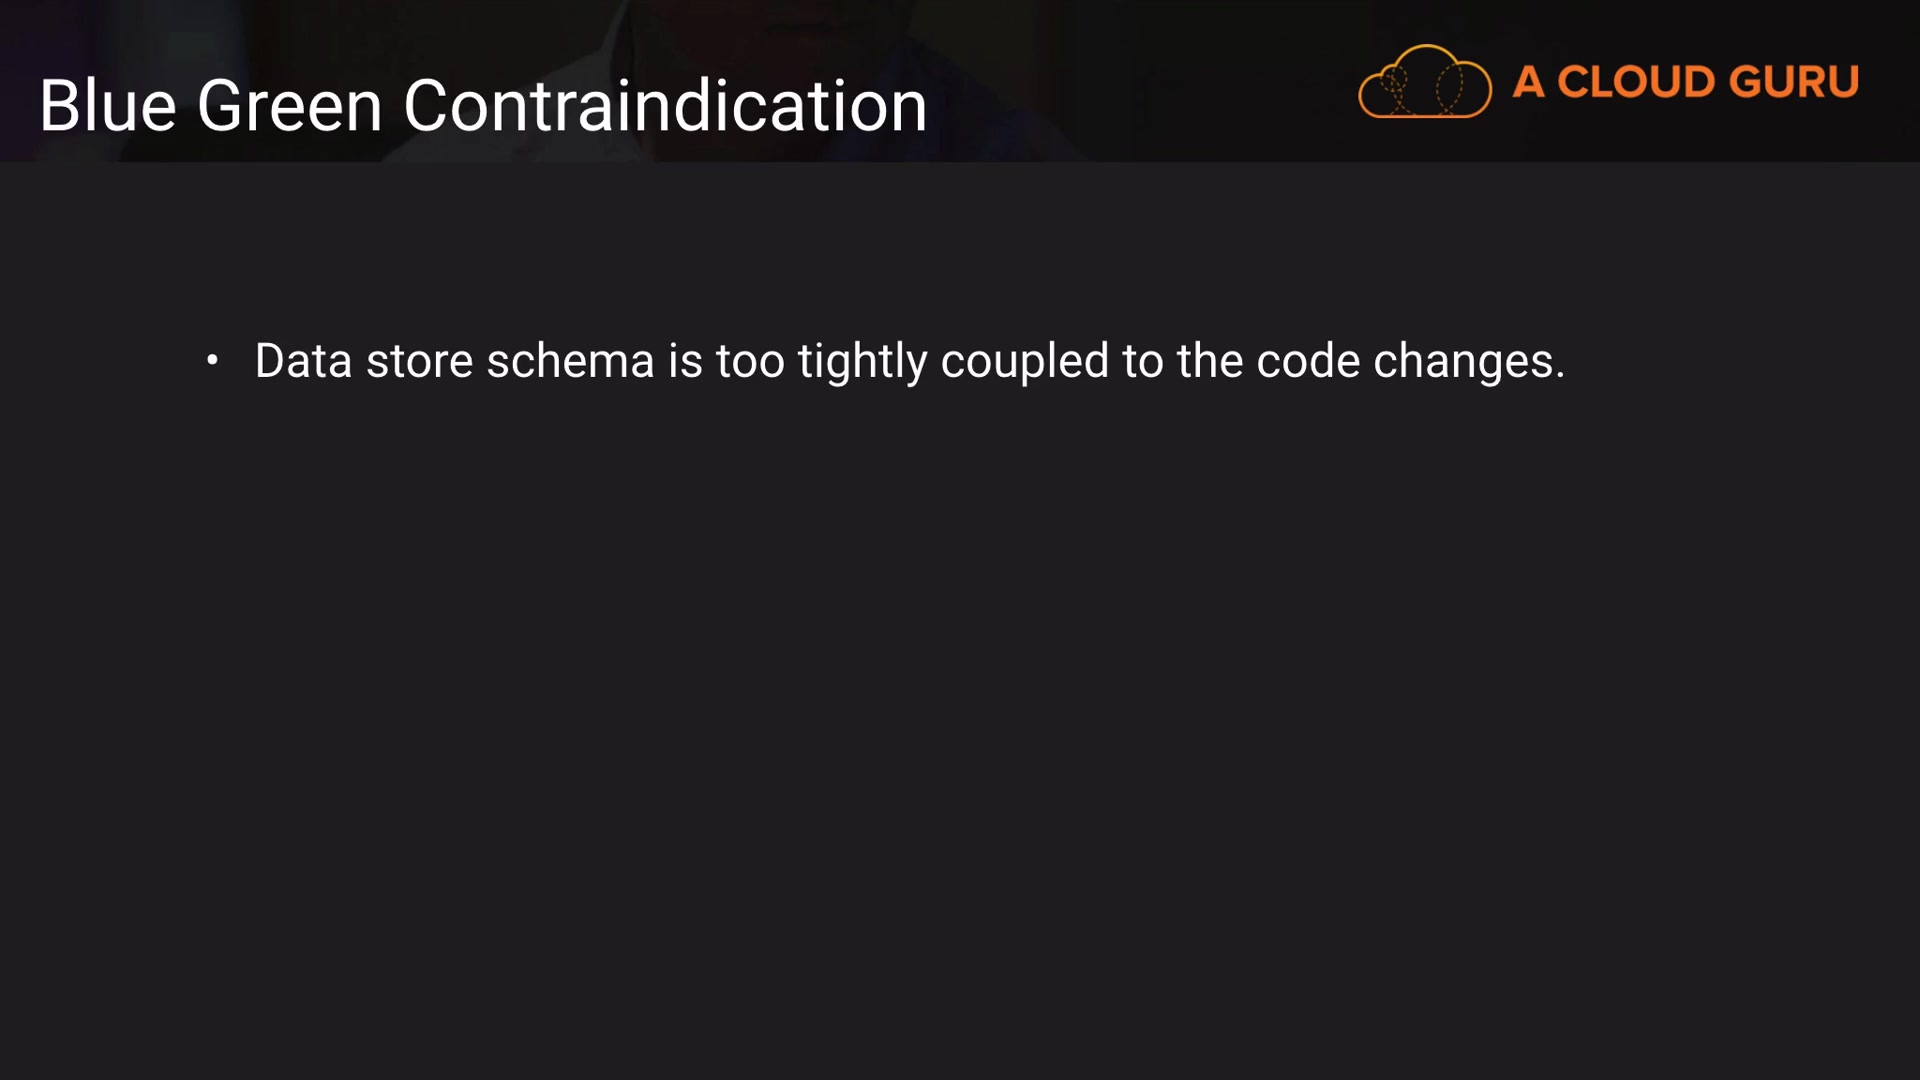 Blue Green Contraindication
A CLOUD GURU
• Data store schema is too tightly coupled to the code changes.